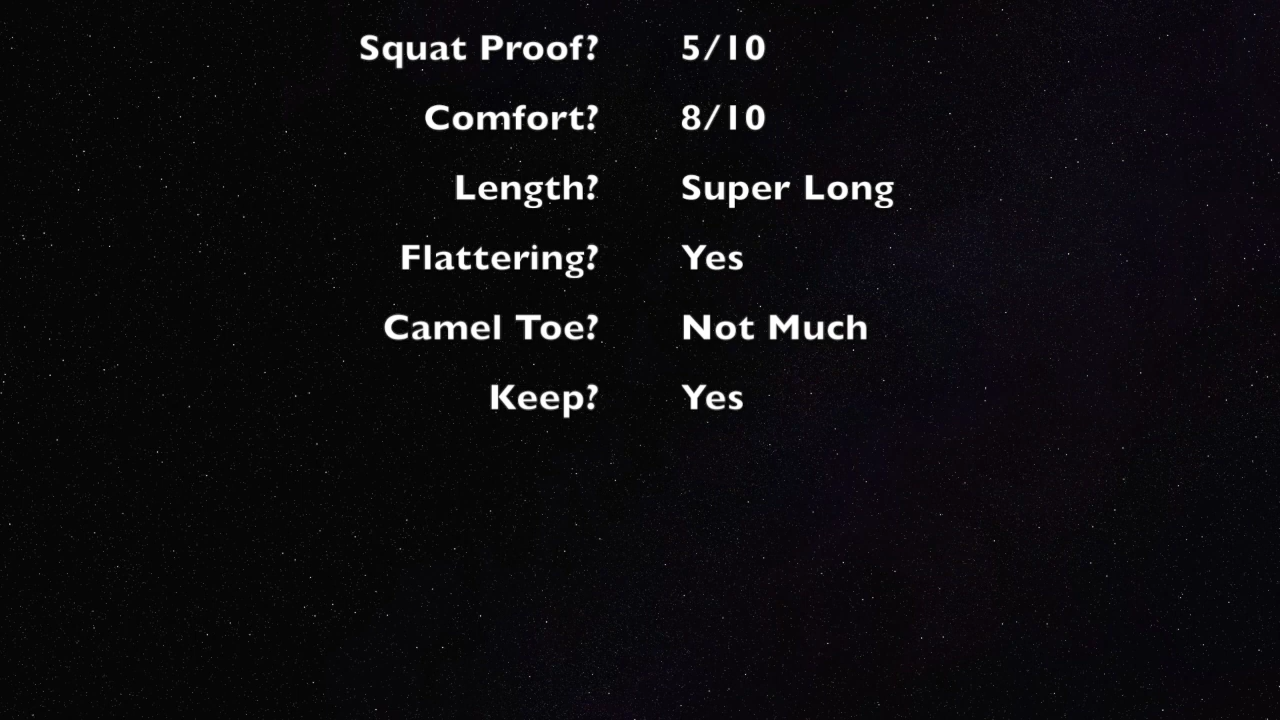 Squat Proof? 5/10
Comfort? 8/10
Length? Super Long
Flattering? Yes
Camel Toe? Not Much
Keep? Yes